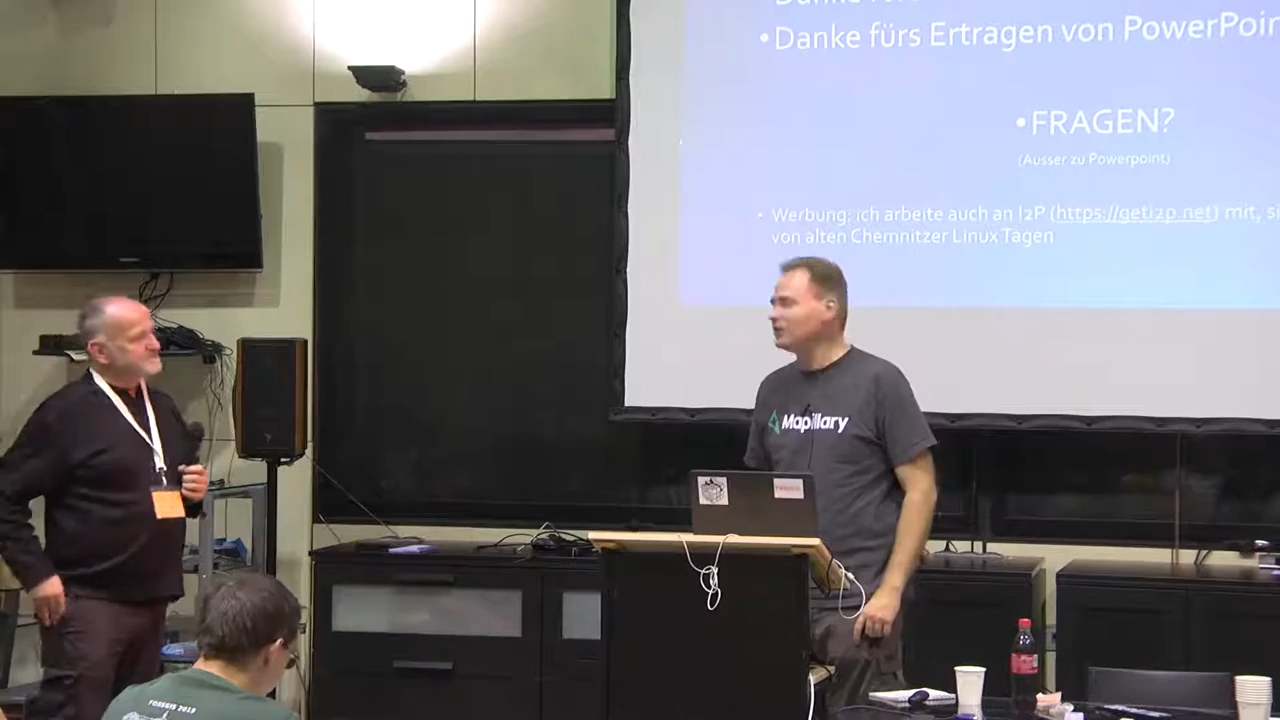 • Danke fürs Ertragen von PowerPoin
• FRAGEN?
(Ausser zu Powerpoint)
• Werbung: ich arbeite auch an I2P (https://geti2p.net) mit, si
von alten Chemnitzer Linux Tagen
Mapillary
FOSSGIS 2019